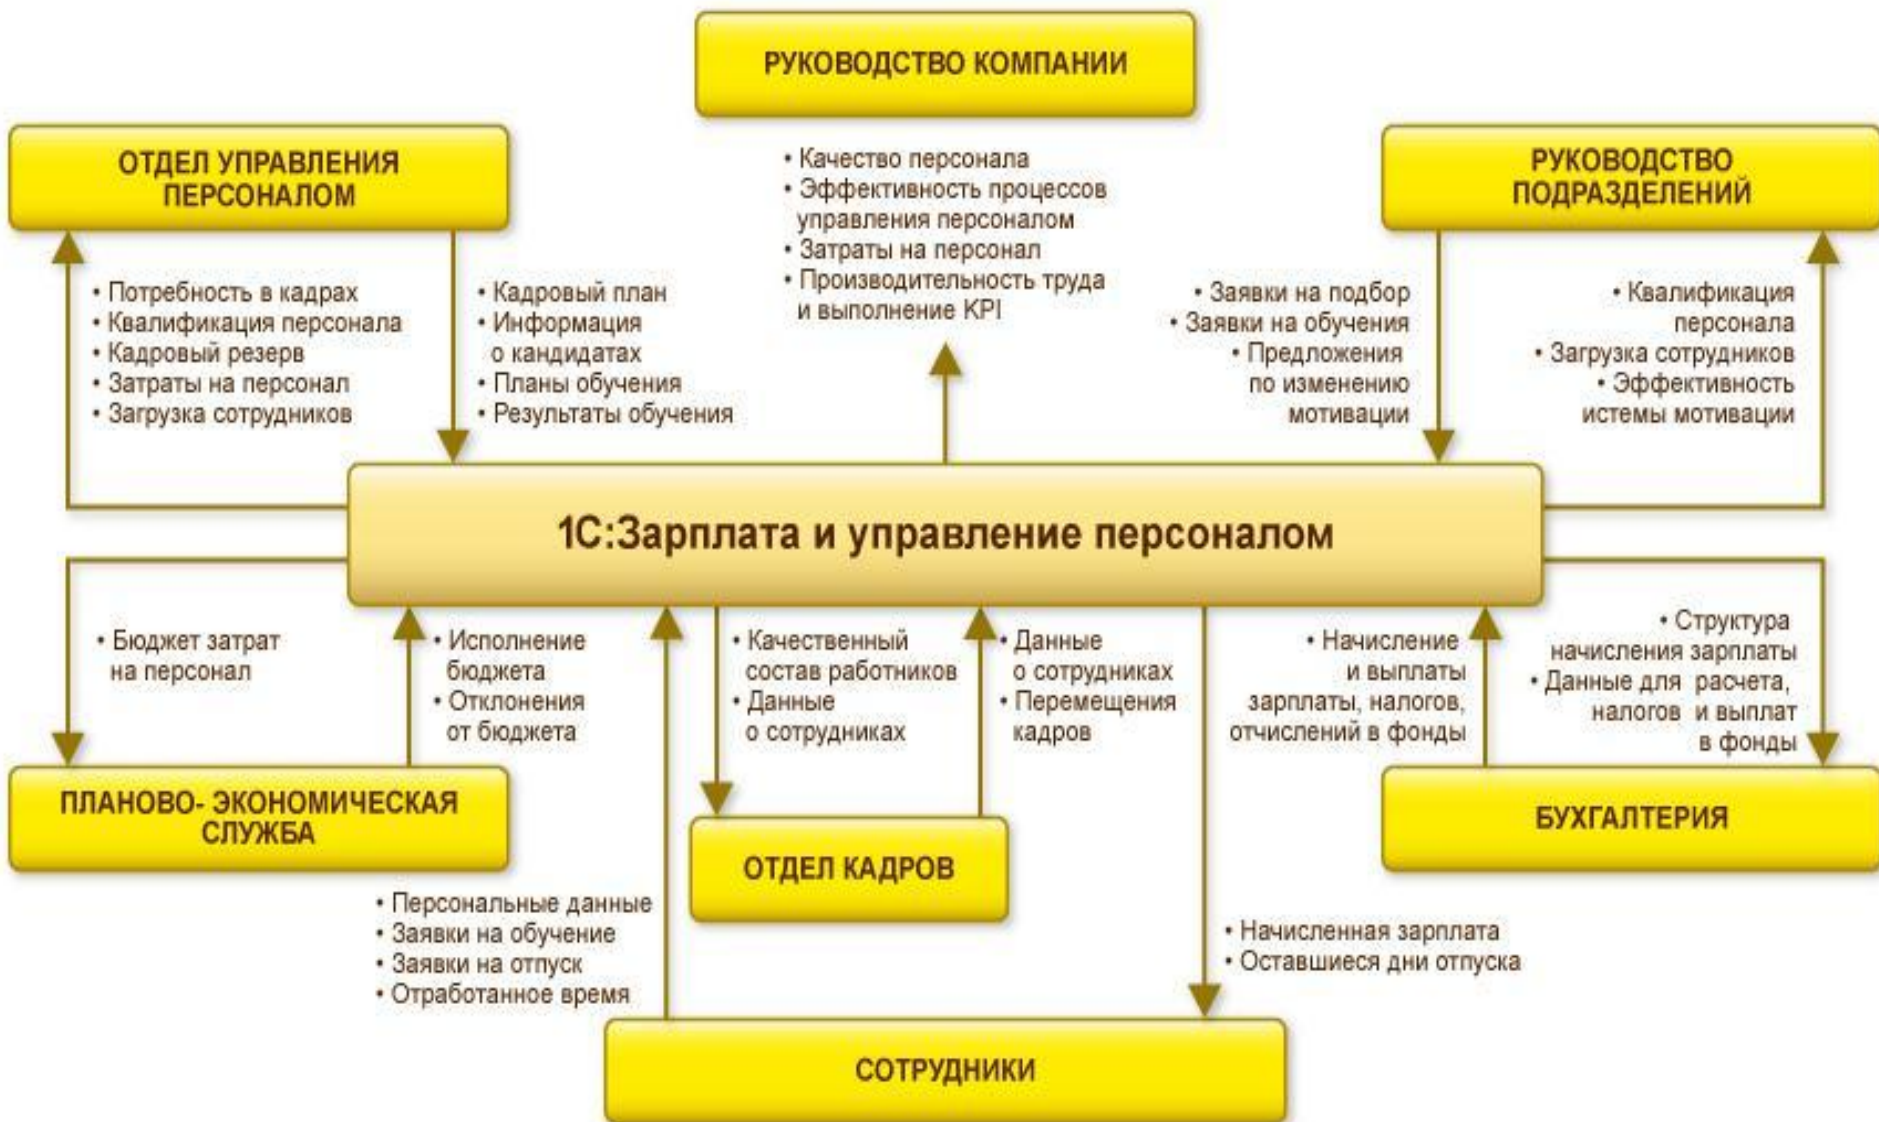 РУКОВОДСТВО КОМПАНИИ
ОТДЕЛ УПРАВЛЕНИЯ
ПЕРСОНАЛОМ
РУКОВОДСТВО
ПОДРАЗДЕЛЕНИЙ
• Качество персонала
• Эффективность процессов
управления персоналом
• Затраты на персонал
• Производительность труда
и выполнение KPI
• Потребность в кадрах
• Квалификация персонала
• Кадровый резерв
• Затраты на персонал
• Загрузка сотрудников
• Кадровый план
• Информация
о кандидатах
• Планы обучения
• Результаты обучения
• Заявки на подбор
• Заявки на обучения
• Предложения
по изменению
мотивации
• Квалификация
персонала
• Загрузка сотрудников
• Эффективность
истемы мотивации
1С:Зарплата и управление персоналом
• Бюджет затрат
на персонал
• Исполнение
бюджета
• Отклонения
от бюджета
• Качественный
состав работников
• Данные
о сотрудниках
• Данные
о сотрудниках
• Перемещения
кадров
• Начисление
и выплаты
зарплаты, налогов,
отчислений в фонды
• Структура
начисления зарплаты
• Данные для расчета,
налогов и выплат
в фонды
ПЛАНОВО- ЭКОНОМИЧЕСКАЯ
СЛУЖБА
ОТДЕЛ КАДРОВ
БУХГАЛТЕРИЯ
• Персональные данные
• Заявки на обучение
• Заявки на отпуск
• Отработанное время
• Начисленная зарплата
• Оставшиеся дни отпуска
СОТРУДНИКИ